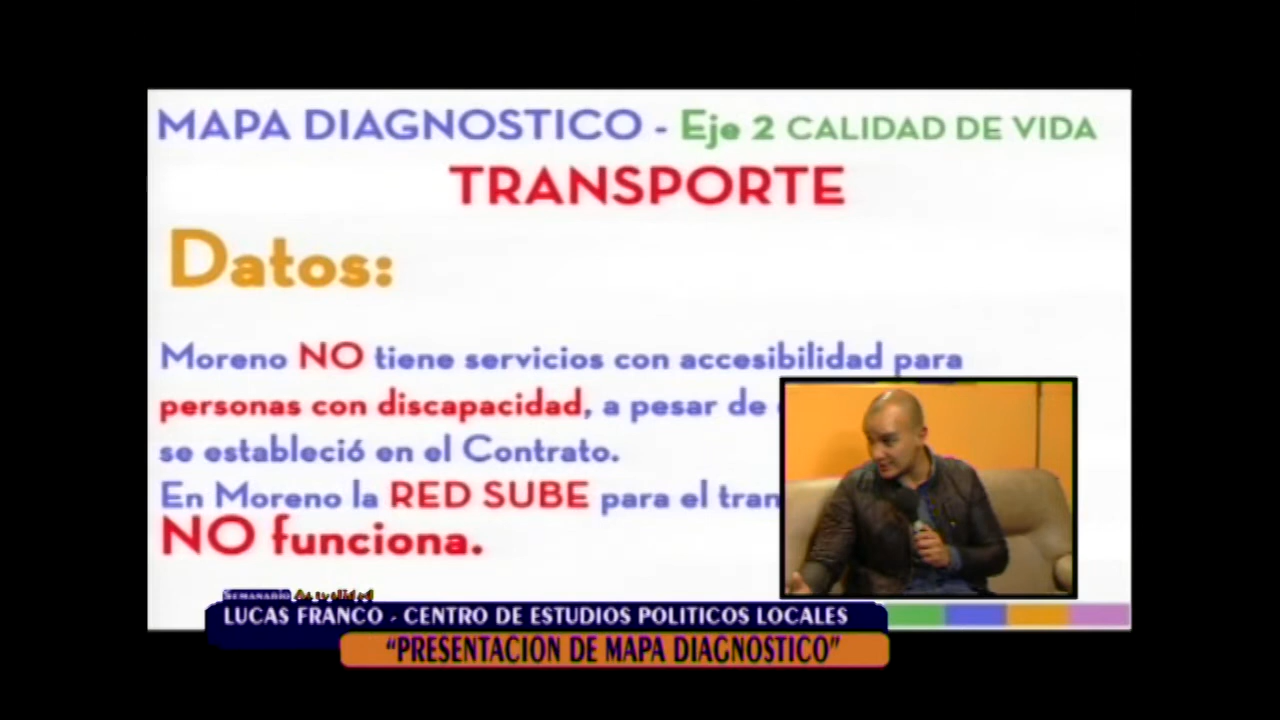 MAPA DIAGNOSTICO - Eje 2 CALIDAD DE VIDA
TRANSPORTE
Datos:
Moreno NO tiene servicios con accesibilidad para
personas con discapacidad, a pesar de
se estableció en el Contrato.
En Moreno la RED SUBE para el tran
NO funciona.
SEMANARIO Actualidad
LUCAS FRANCO - CENTRO DE ESTUDIOS POLITICOS LOCALES
“PRESENTACION DE MAPA DIAGNOSTICO”